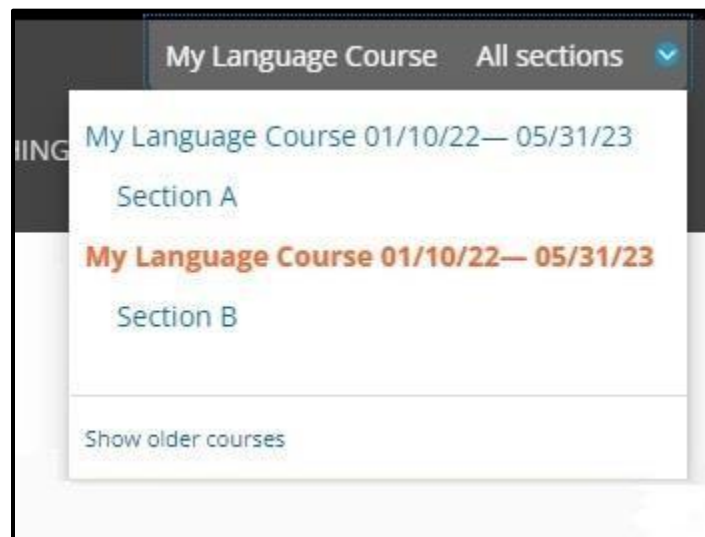 My Language Course All sections
HING
My Language Course 01/10/22— 05/31/23
Section A
My Language Course 01/10/22— 05/31/23
Section B
Show older courses